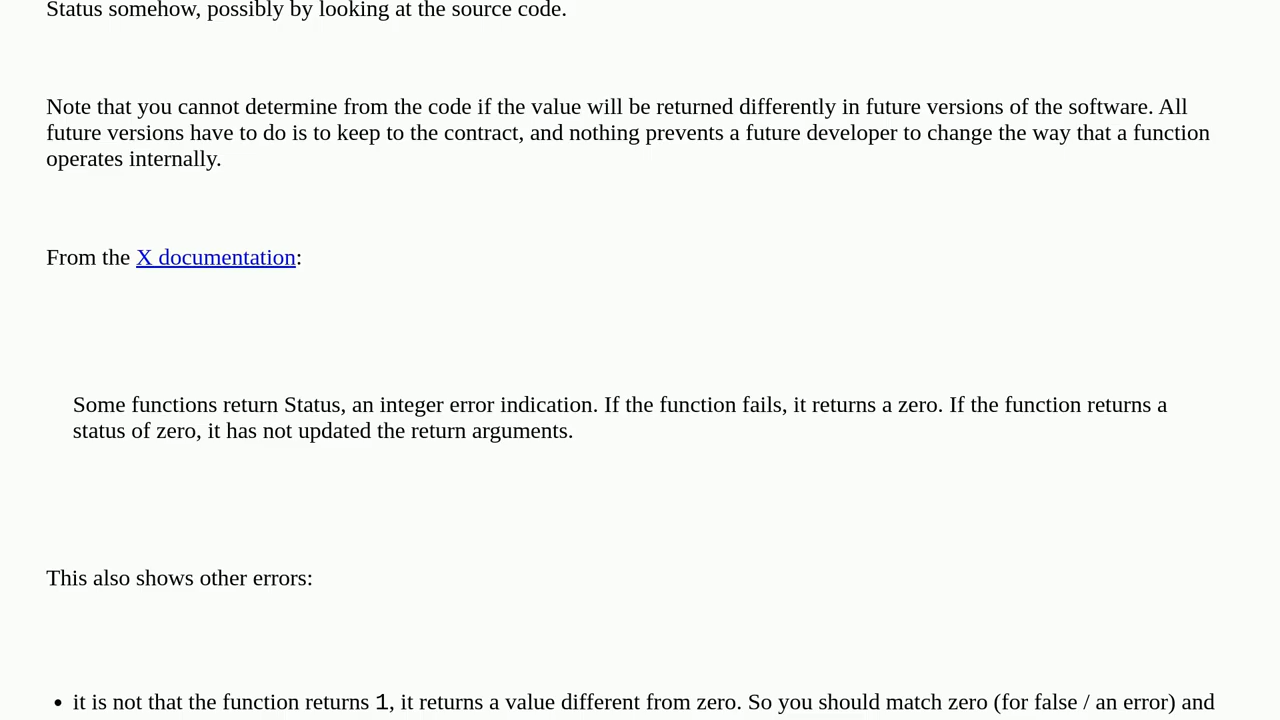 Status somehow, possibly by looking at the source code.
Note that you cannot determine from the code if the value will be returned differently in future versions of the software. All
future versions have to do is to keep to the contract, and nothing prevents a future developer to change the way that a function
operates internally.
From the X documentation:
Some functions return Status, an integer error indication. If the function fails, it returns a zero. If the function returns a
status of zero, it has not updated the return arguments.
This also shows other errors:
• it is not that the function returns 1, it returns a value different from zero. So you should match zero (for false / an error) and